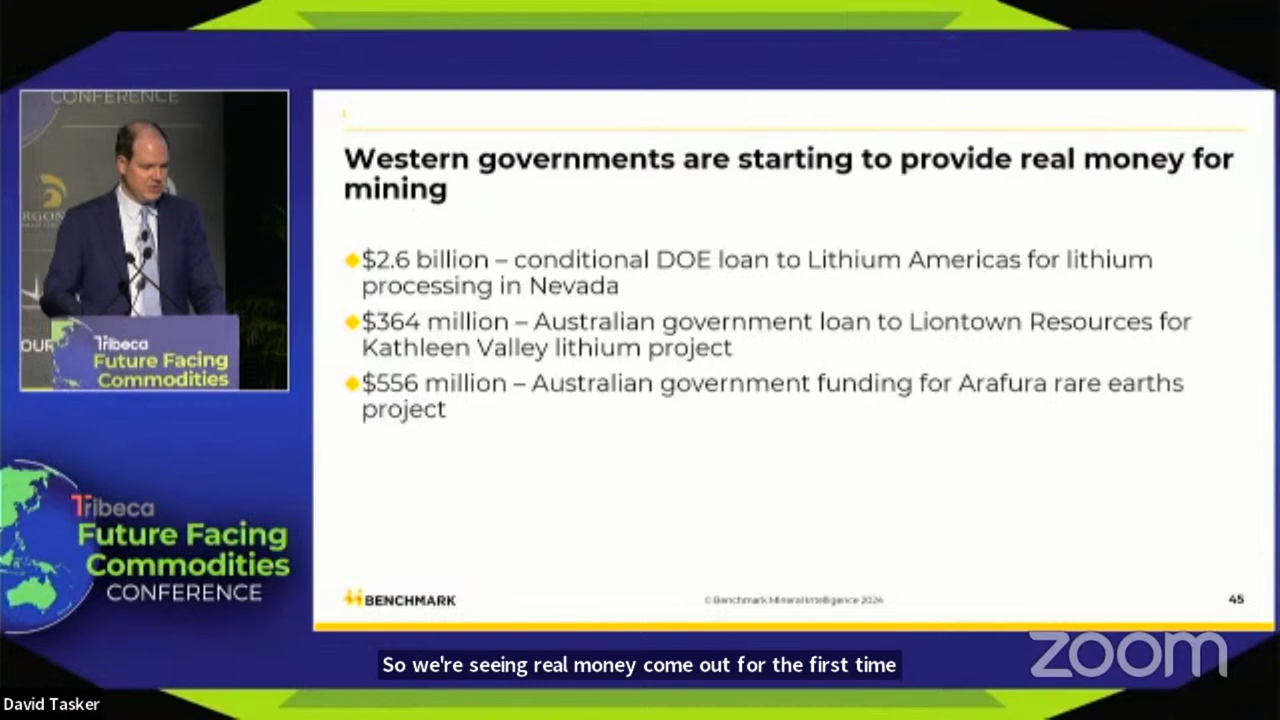 CONFERENCE
RGON
OUR
Tribeca
Future Facing
Commodities
Tribeca
Future Facing
Commodities
CONFERENCE
Western governments are starting to provide real money for
mining
$2.6 billion – conditional DOE loan to Lithium Americas for lithium
processing in Nevada
$364 million – Australian government loan to Liontown Resources for
Kathleen Valley lithium project
$556 million – Australian government funding for Arafura rare earths
project
BENCHMARK
© Benchmark Mineral Intelligence 2024
45
zoom
So we're seeing real money come out for the first time
David Tasker